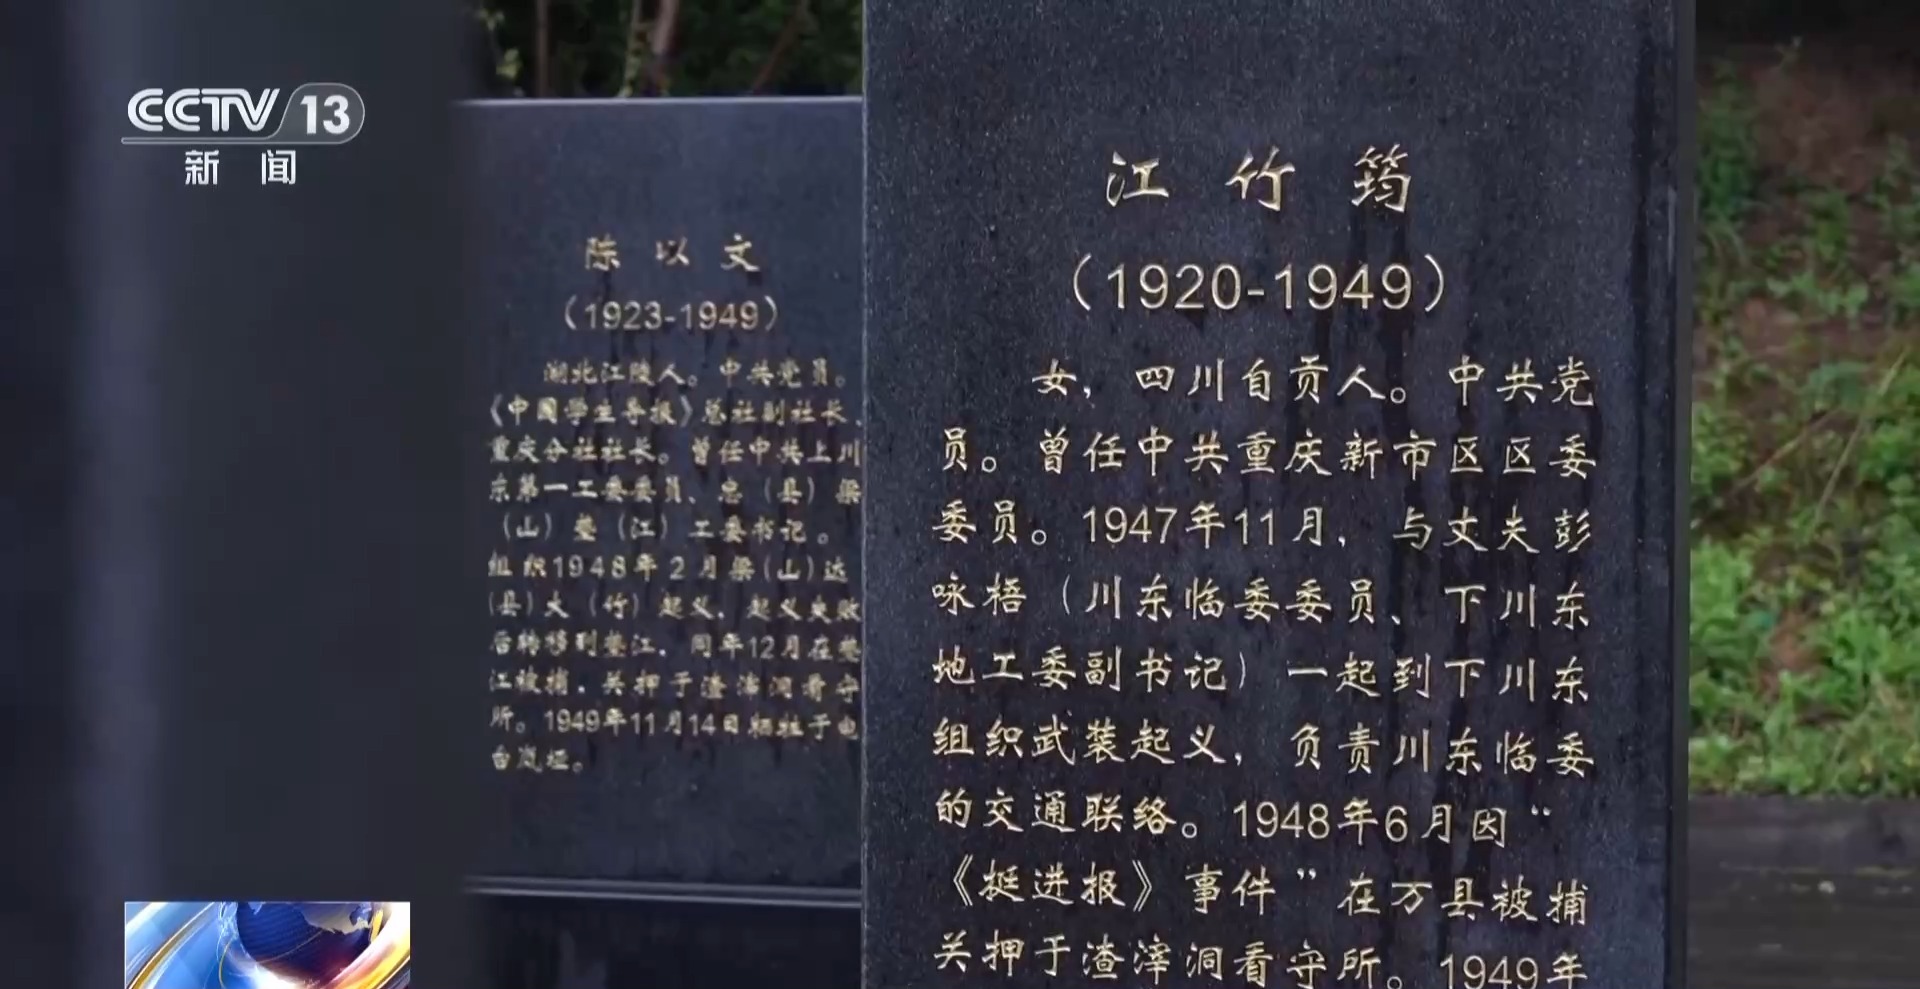 CCTV 13
新闻
陈以文
（1923-1949）
湖北江陵人。中共党员。
《中国学生导报》总社副社长、
重庆分社社长。曾任中共上川
东第一工委委员、忠（县）梁
（山）垫（江）工委书记。
组织1948年2月梁（山）达
（县）大（竹）起义，起义失败
后转移到垫江，同年12月在垫
江被捕，关押于渣滓洞看守
所。1949年11月14日牺牲于电
台岚垭。
江竹筠
（1920-1949）
女，四川自贡人。中共党
员。曾任中共重庆新市区区委
委员。1947年11月，与丈夫彭
咏梧（川东临委委员、下川东
地工委副书记）一起到下川东
组织武装起义，负责川东临委
的交通联络。1948年6月因“
《挺进报》事件”在万县被捕
关押于渣滓洞看守所。1949年